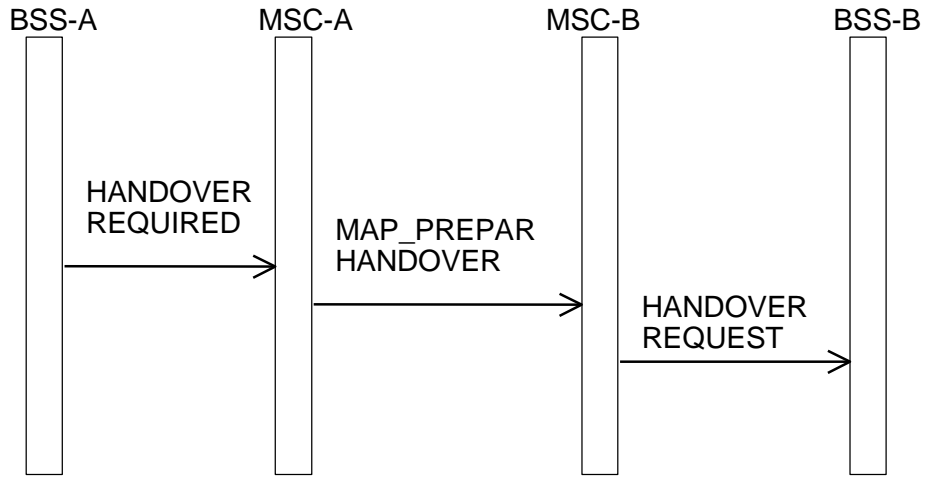 BSS-A
MSC-A
MSC-B
BSS-B
HANDOVER
REQUIRED
MAP_PREPAR
HANDOVER
HANDOVER
REQUEST